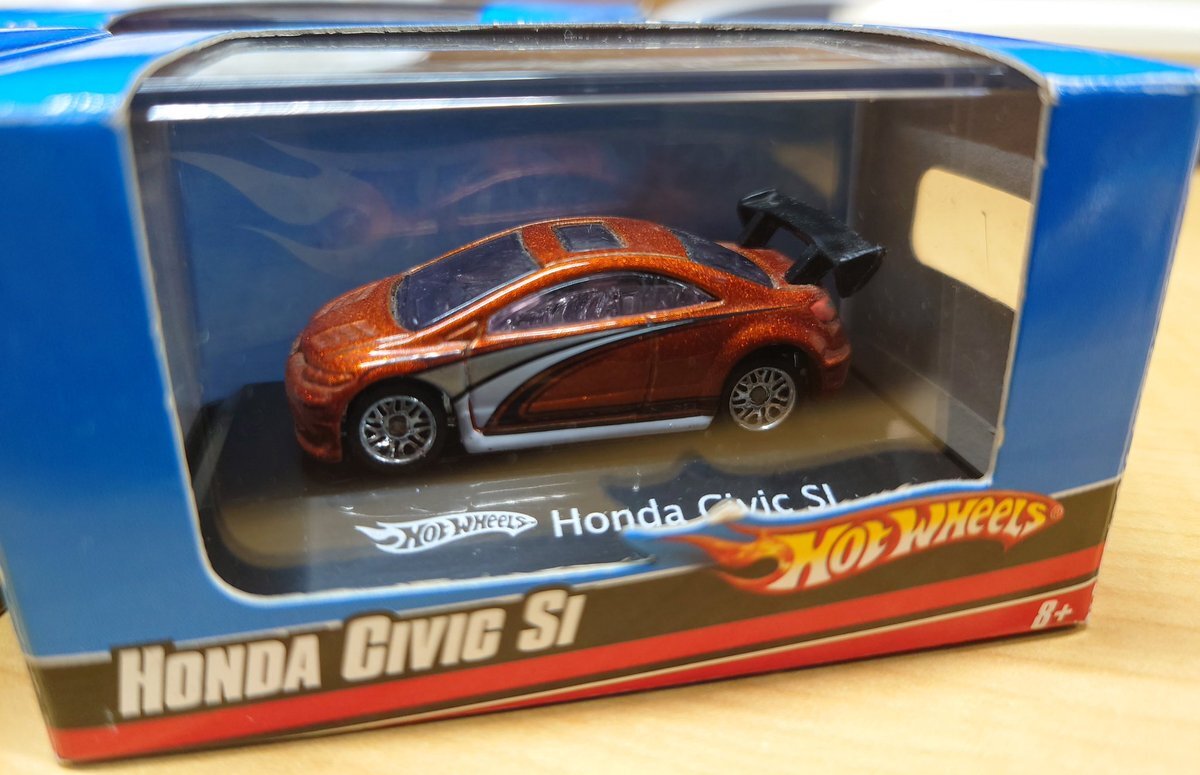 HOT WHEELS Honda Civic SI
HOT WHEELS®
HONDA CIVIC SI
8+